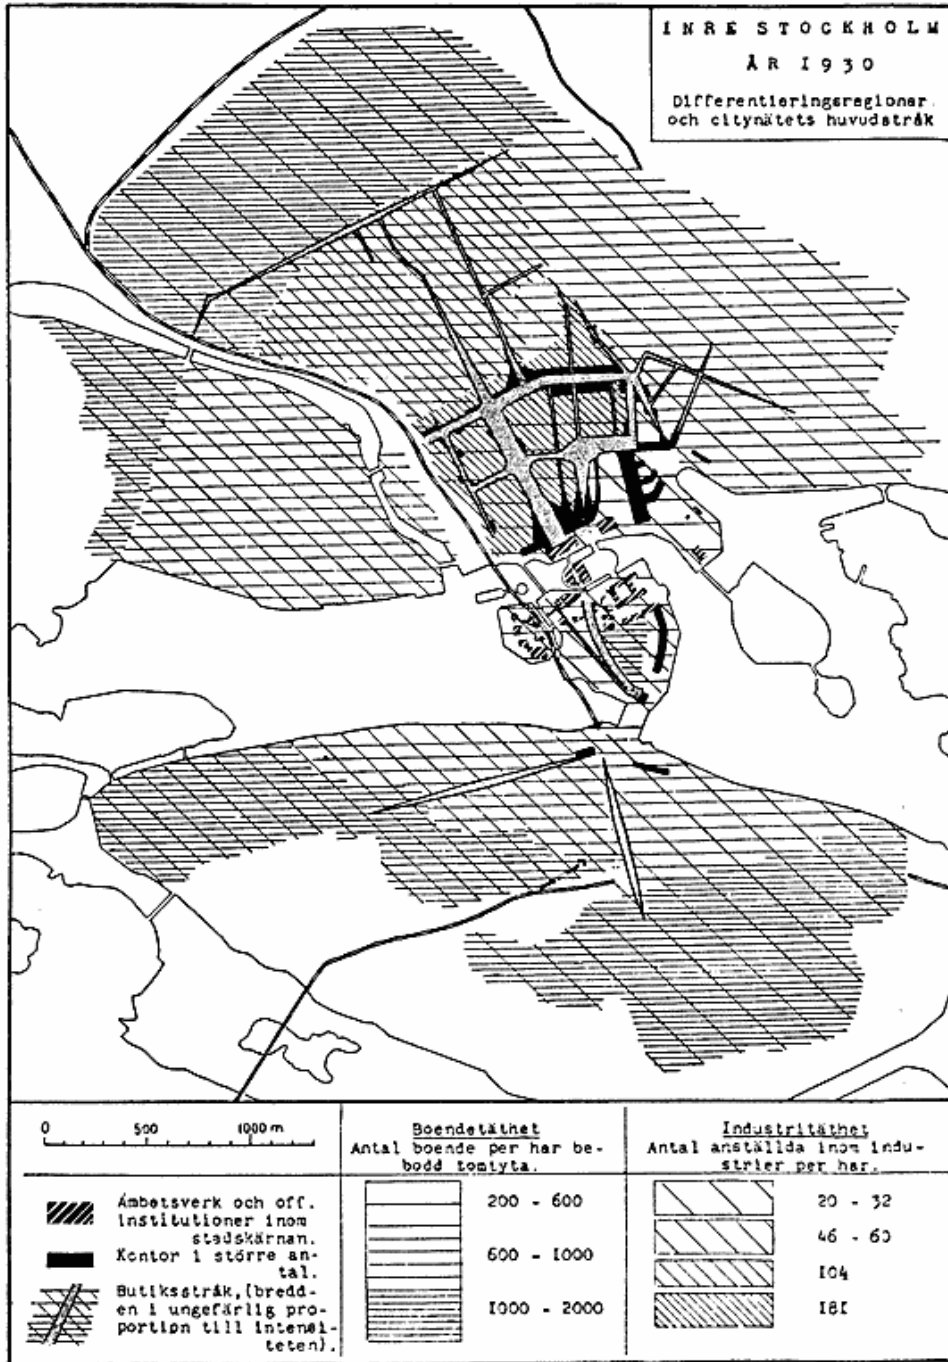 INRE STOCKHOLM
ÅR 1930
Differentieringsregioner
och citynätets huvudstråk
0 500 1000 m
Ämbetsverk och off.
institutioner inom
stadskärnan.
Kontor i större an-
tal.
Butiksstråk, (bredd-
en i ungefärlig pro-
portion till intensi-
teten).
Boendetäthet
Antal boende per har be-
bodd tomtyta.
200 - 600
600 - 1000
1000 - 2000
Industritäthet
Antal anställda inom indu-
strier per har.
20 - 32
46 - 60
104
181